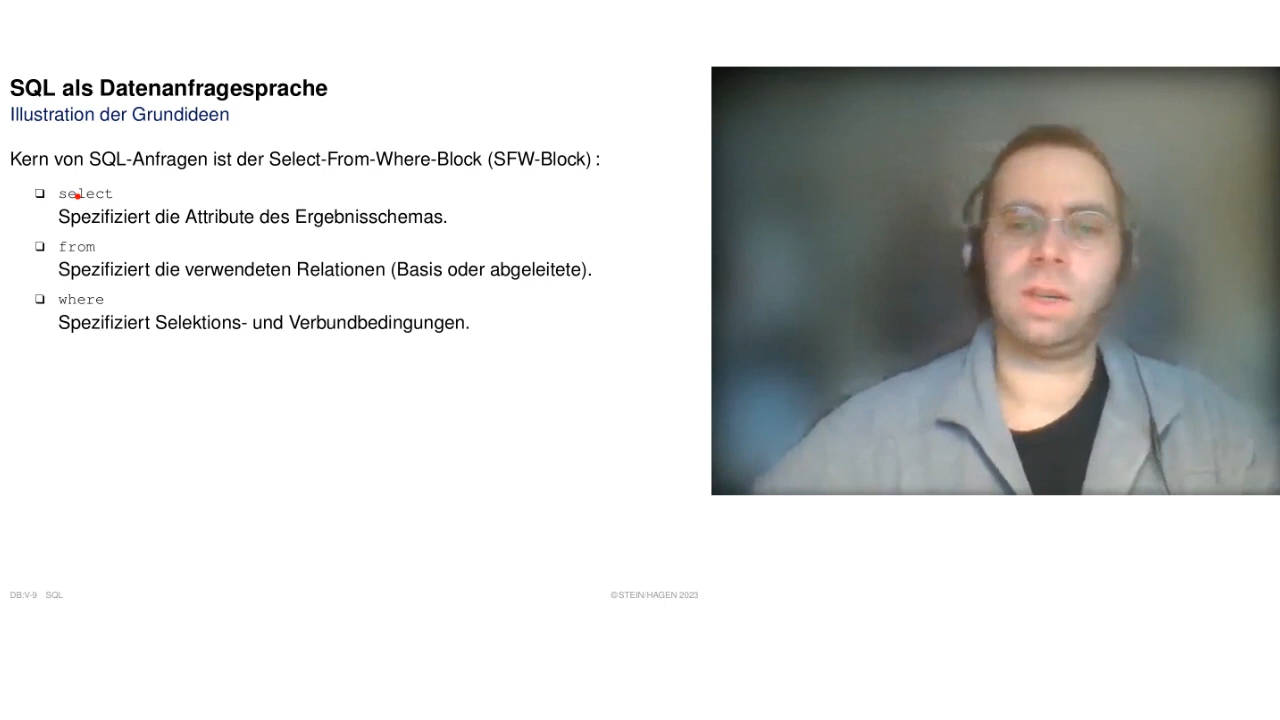 SQL als Datenanfragesprache
Illustration der Grundideen
Kern von SQL-Anfragen ist der Select-From-Where-Block (SFW-Block) :
❑ select
Spezifiziert die Attribute des Ergebnisschemas.
❑ from
Spezifiziert die verwendeten Relationen (Basis oder abgeleitete).
❑ where
Spezifiziert Selektions- und Verbundbedingungen.
DB:V-9 SQL
©STEIN/HAGEN 2023